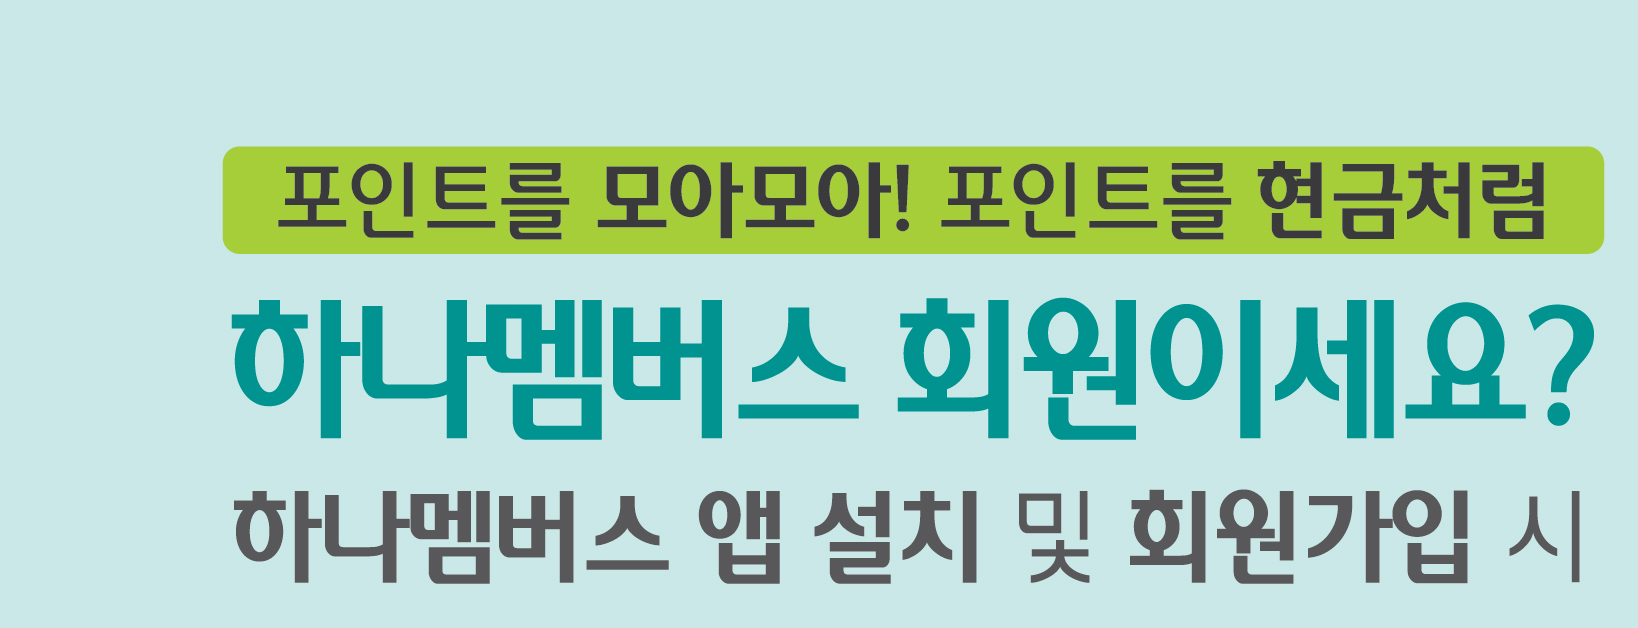 포인트를 모아모아! 포인트를 현금처럼
하나멤버스 회원이세요?
하나멤버스 앱 설치 및 회원가입 시